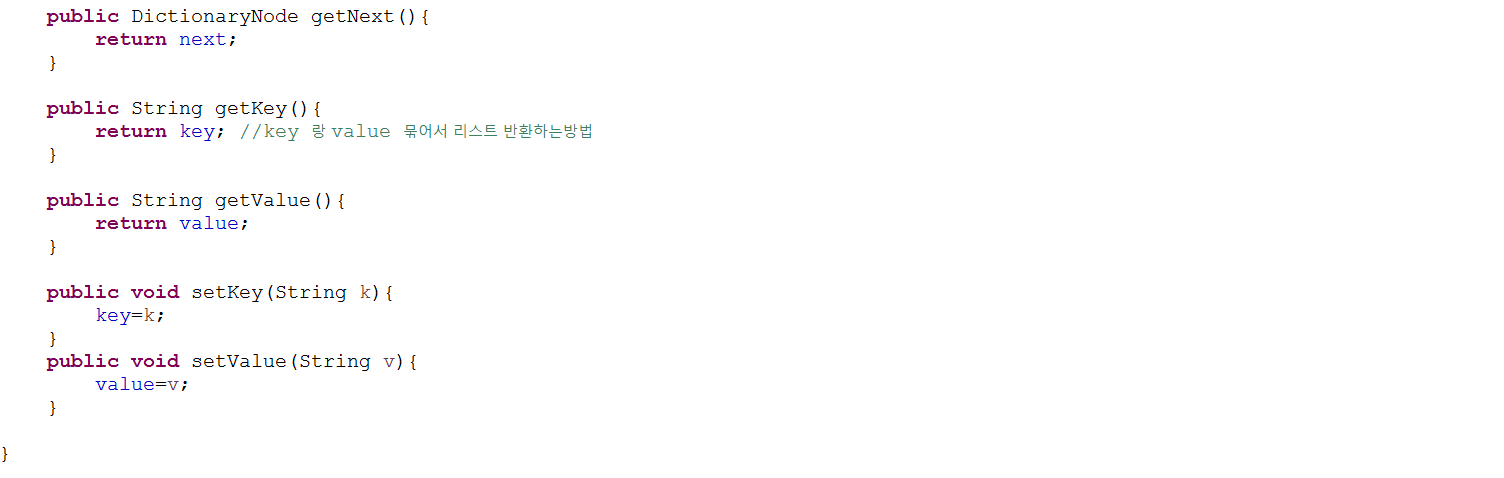 public DictionaryNode getNext(){
return next;
}
public String getKey(){
return key; //key 랑 value 묶어서 리스트 반환하는방법
}
public String getValue(){
return value;
}
public void setKey(String k){
key=k;
}
public void setValue(String v){
value=v;
}
}